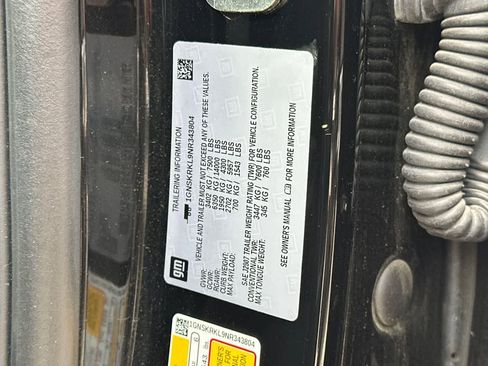 TRAILERING INFORMATION
1GNSKRKL9NR343804
VEHICLE AND TRAILER MUST NOT EXCEED ANY OF THESE VALUES.
GVWR: 3402 KG / 7500 LBS
GCWR: 6350 KG / 14000 LBS
RGAWR: 1950 KG / 4300 LBS
CURB WEIGHT: 2702 KG / 5957 LBS
MAX PAYLOAD: 700 KG / 1543 LBS
SAE J2807 TRAILER WEIGHT RATING (TWR) FOR VEHICLE CONFIGURATION.
CONVENTIONAL TWR: 3447 KG / 7600 LBS
MAX TONGUE WEIGHT: 345 KG / 760 LBS
SEE OWNER'S MANUAL FOR MORE INFORMATION
gm
1GNSKRKL9NR343804